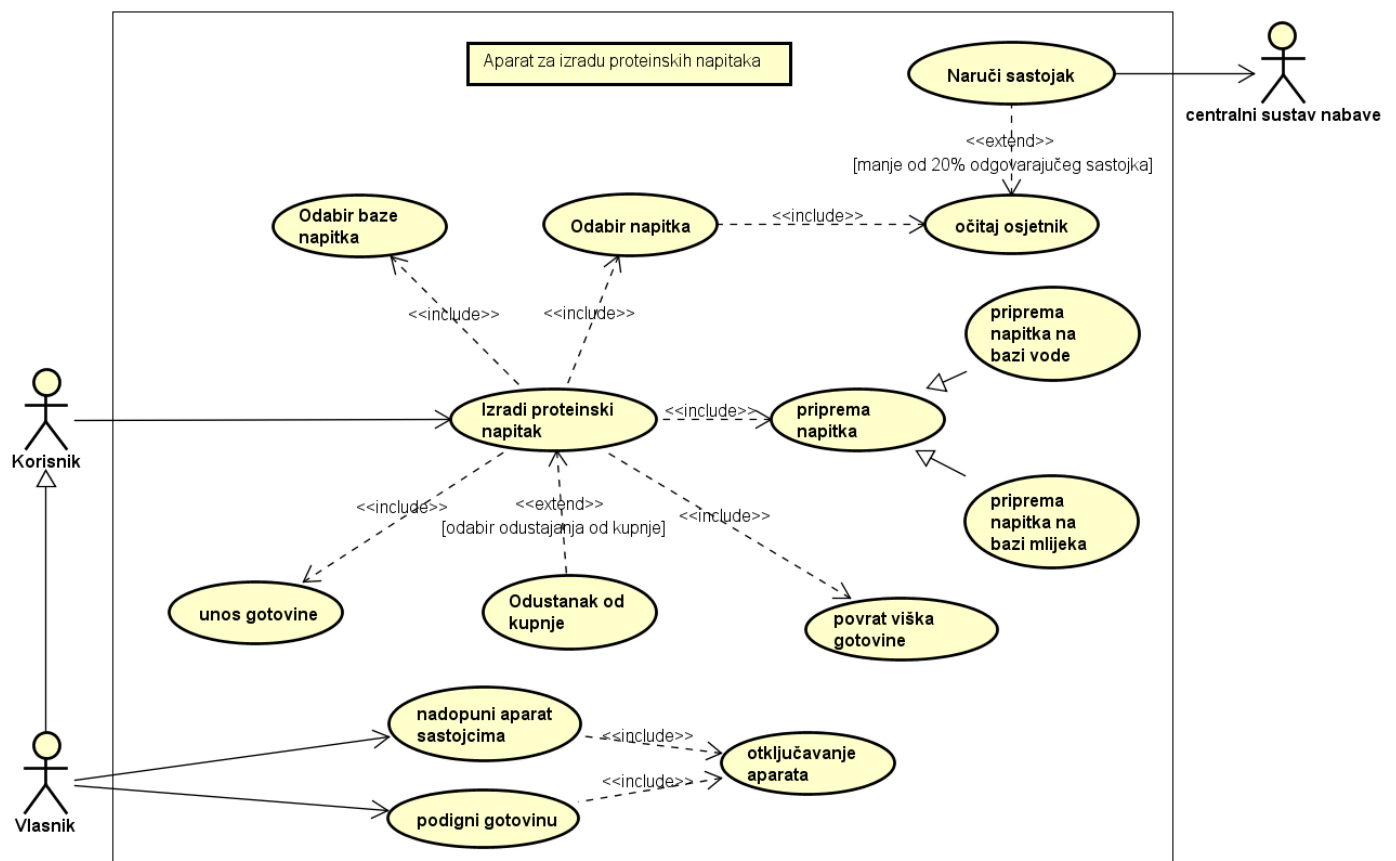 Aparat za izradu proteinskih napitaka
Naruči sastojak
centralni sustav nabave
<<extend>>
[manje od 20% odgovarajučeg sastojka]
Odabir baze
napitka
Odabir napitka
<<include>>
očitaj osjetnik
<<include>>
<<include>>
priprema
napitka na
bazi vode
Korisnik
Izradi proteinski
napitak
<<include>>
priprema
napitka
priprema
napitka na
bazi mlijeka
<<include>>
<<extend>>
[odabir odustajanja od kupnje]
<<include>>
unos gotovine
Odustanak od
kupnje
povrat viška
gotovine
nadopuni aparat
sastojcima
<<include>>
otključavanje
aparata
<<include>>
podigni gotovinu
Vlasnik